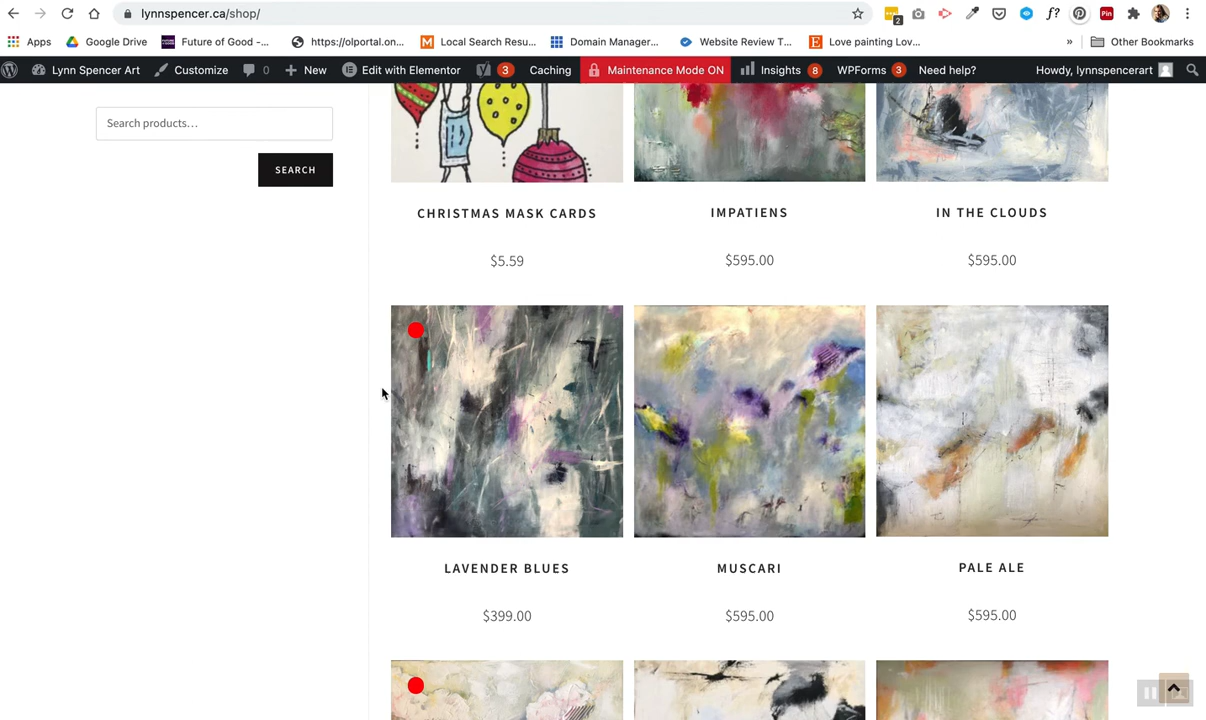 lynnspencer.ca/shop/
2
f?
Pin
Apps Google Drive Future of Good -... https://olportal.on... Local Search Resu... Domain Manager... Website Review T... Love painting Lov... » Other Bookmarks
Lynn Spencer Art Customize 0 New Edit with Elementor 3 Caching Maintenance Mode ON Insights 8 WPForms 3 Need help? Howdy, lynnspencerart
Search products...
SEARCH
CHRISTMAS MASK CARDS IMPATIENS IN THE CLOUDS
$5.59 $595.00 $595.00
LAVENDER BLUES MUSCARI PALE ALE
$399.00 $595.00 $595.00